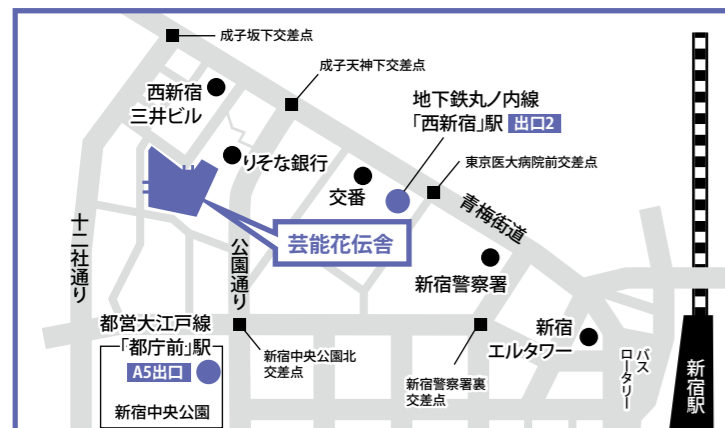 成子坂下交差点
成子天神下交差点
西新宿
三井ビル
地下鉄丸ノ内線
「西新宿」駅 出口2
りそな銀行
交番
東京医大病院前交差点
青梅街道
十二社通り
公園通り
芸能花伝舎
新宿警察署
都営大江戸線
「都庁前」駅
A5出口
新宿中央公園
新宿中央公園北
交差点
新宿警察署裏
交差点
新宿
エルタワー
バス
ロータリー
新宿駅